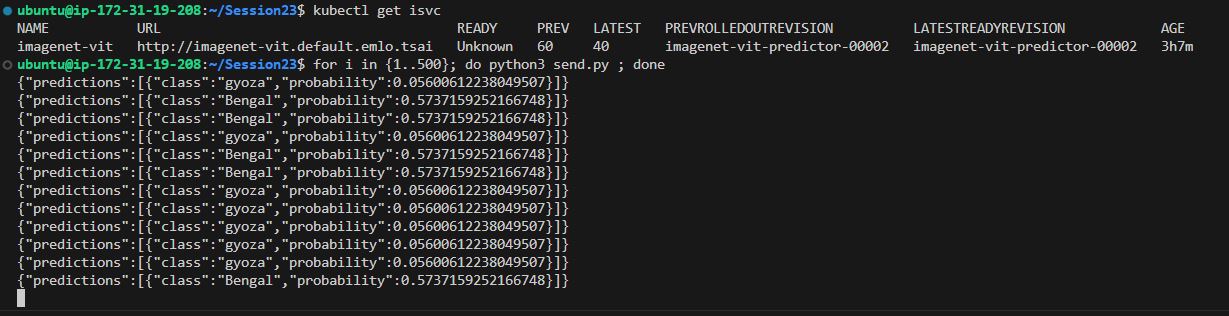 ubuntu@ip-172-31-19-208:~/Session23$ kubectl get isvc
NAME URL READY PREV LATEST PREVROLLEDOUTREVISION LATESTREADYREVISION AGE
imagenet-vit http://imagenet-vit.default.emlo.tsai Unknown 60 40 imagenet-vit-predictor-00002 imagenet-vit-predictor-00002 3h7m
ubuntu@ip-172-31-19-208:~/Session23$ for i in {1..500}; do python3 send.py ; done
{"predictions":[{"class":"gyoza","probability":0.05600612238049507}]}
{"predictions":[{"class":"Bengal","probability":0.5737159252166748}]}
{"predictions":[{"class":"Bengal","probability":0.5737159252166748}]}
{"predictions":[{"class":"gyoza","probability":0.05600612238049507}]}
{"predictions":[{"class":"Bengal","probability":0.5737159252166748}]}
{"predictions":[{"class":"Bengal","probability":0.5737159252166748}]}
{"predictions":[{"class":"gyoza","probability":0.05600612238049507}]}
{"predictions":[{"class":"gyoza","probability":0.05600612238049507}]}
{"predictions":[{"class":"gyoza","probability":0.05600612238049507}]}
{"predictions":[{"class":"gyoza","probability":0.05600612238049507}]}
{"predictions":[{"class":"gyoza","probability":0.05600612238049507}]}
{"predictions":[{"class":"Bengal","probability":0.5737159252166748}]}